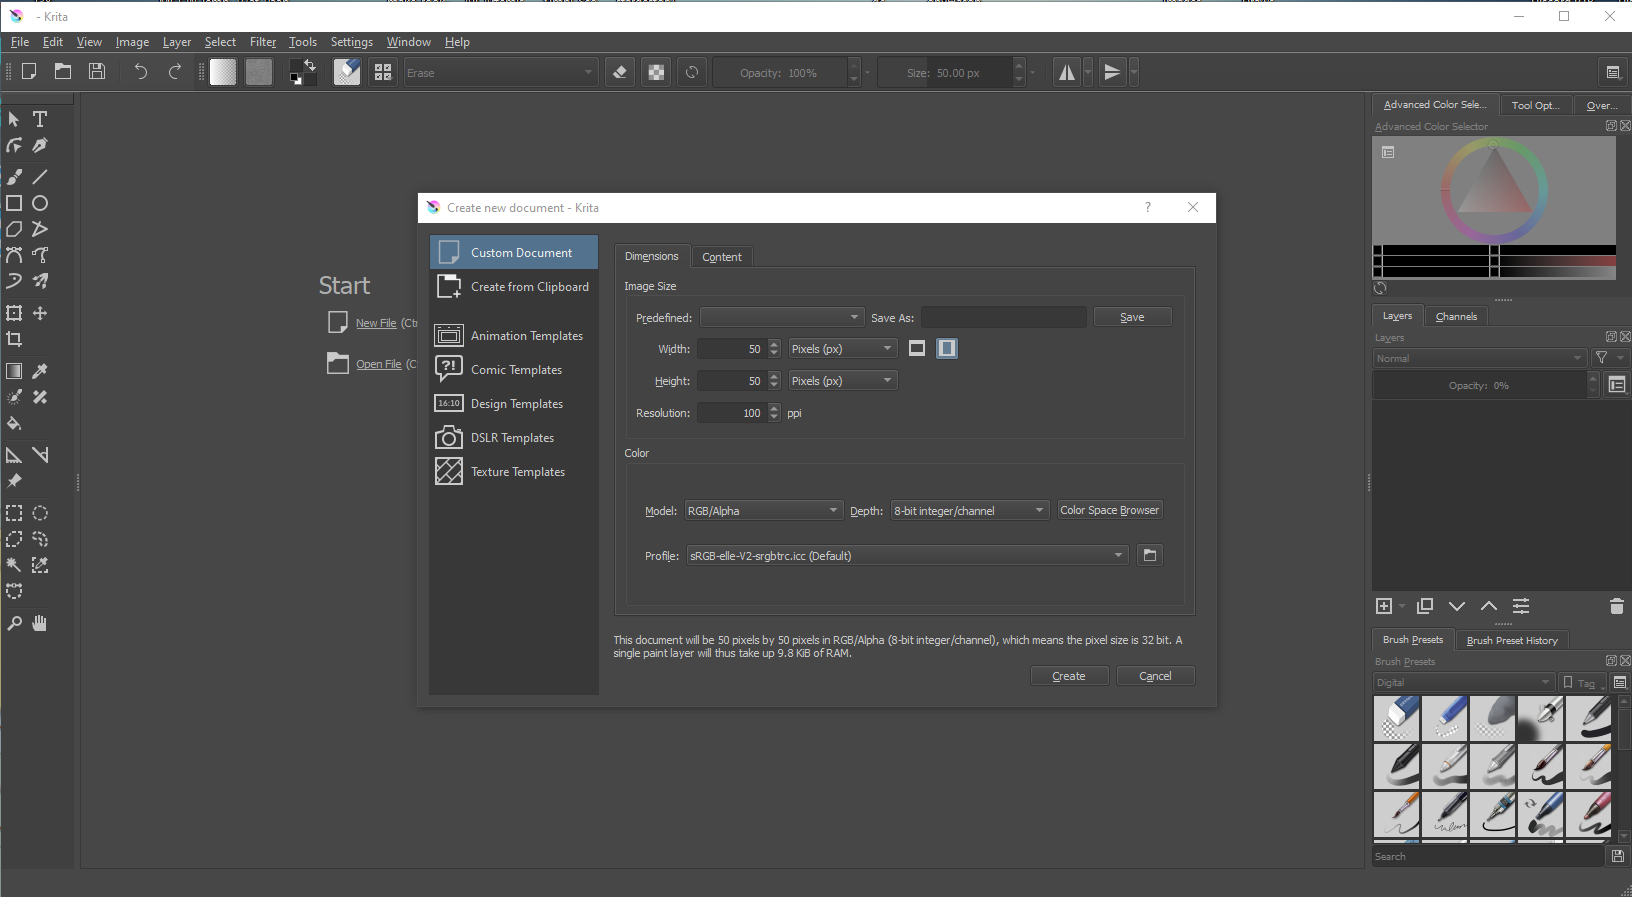 - Krita
File Edit View Image Layer Select Filter Tools Settings Window Help
Erase
Opacity: 100%
Size: 50.00 px
Advanced Color Sele...
Tool Opt...
Over...
Advanced Color Selector
Start
New File (Ctr
Open File (C
Create new document - Krita
?
Custom Document
Create from Clipboard
Animation Templates
?!
Comic Templates
16:10
Design Templates
DSLR Templates
Texture Templates
Dimensions
Content
Image Size
Predefined:
Save As:
Save
Width: 50 Pixels (px)
Height: 50 Pixels (px)
Resolution: 100 ppi
Color
Model: RGB/Alpha Depth: 8-bit integer/channel Color Space Browser
Profile: sRGB-elle-V2-srgbtrc.icc (Default)
This document will be 50 pixels by 50 pixels in RGB/Alpha (8-bit integer/channel), which means the pixel size is 32 bit. A
single paint layer will thus take up 9.8 KiB of RAM.
Create
Cancel
Layers
Channels
Layers
Normal
Opacity: 0%
Brush Presets
Brush Preset History
Brush Presets
Digital
Tag
Search